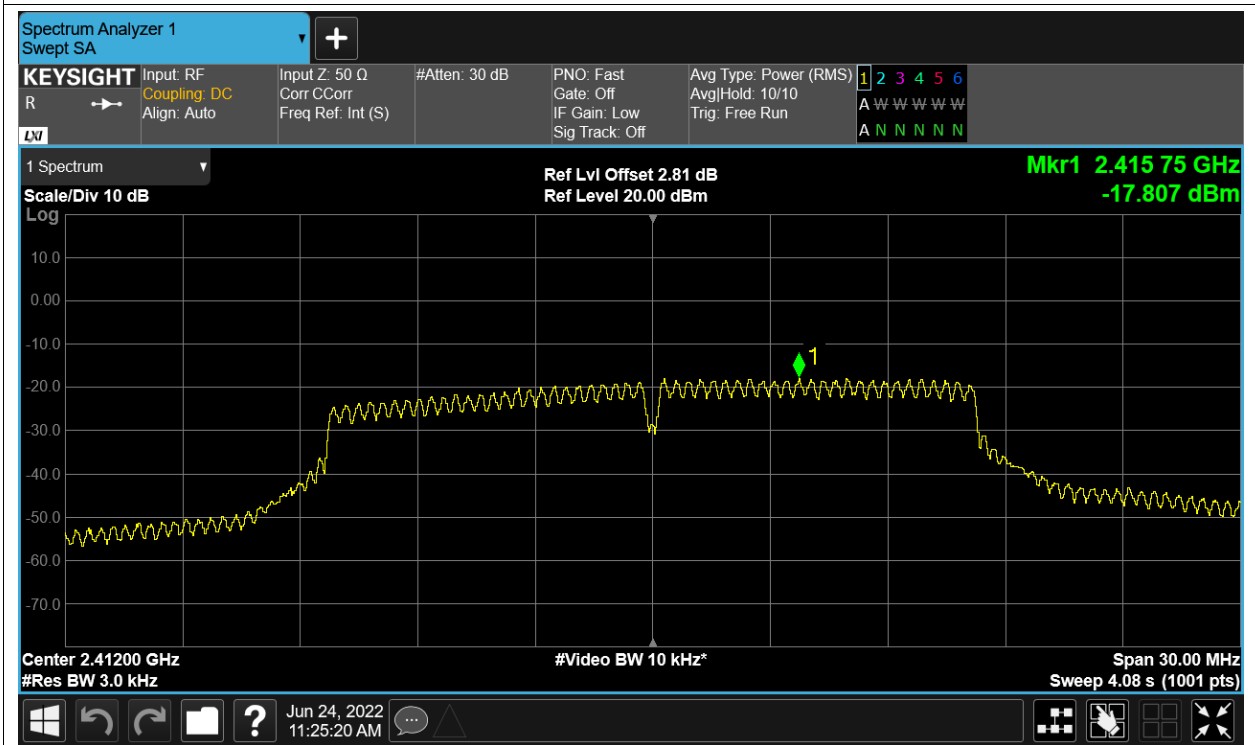 Spectrum Analyzer 1
Swept SA
KEYSIGHT
R
LXI
Input: RF
Coupling: DC
Align: Auto
Input Z: 50 Ω
Corr CCorr
Freq Ref: Int (S)
#Atten: 30 dB
PNO: Fast
Gate: Off
IF Gain: Low
Sig Track: Off
Avg Type: Power (RMS)
Avg|Hold: 10/10
Trig: Free Run
1 2 3 4 5 6
A W W W W W
A N N N N N
1 Spectrum
Scale/Div 10 dB
Log
Ref Lvl Offset 2.81 dB
Ref Level 20.00 dBm
Mkr1 2.415 75 GHz
-17.807 dBm
10.0
0.00
-10.0
1
-20.0
-30.0
-40.0
-50.0
-60.0
-70.0
Center 2.41200 GHz
#Res BW 3.0 kHz
#Video BW 10 kHz*
Span 30.00 MHz
Sweep 4.08 s (1001 pts)
?
Jun 24, 2022
11:25:20 AM